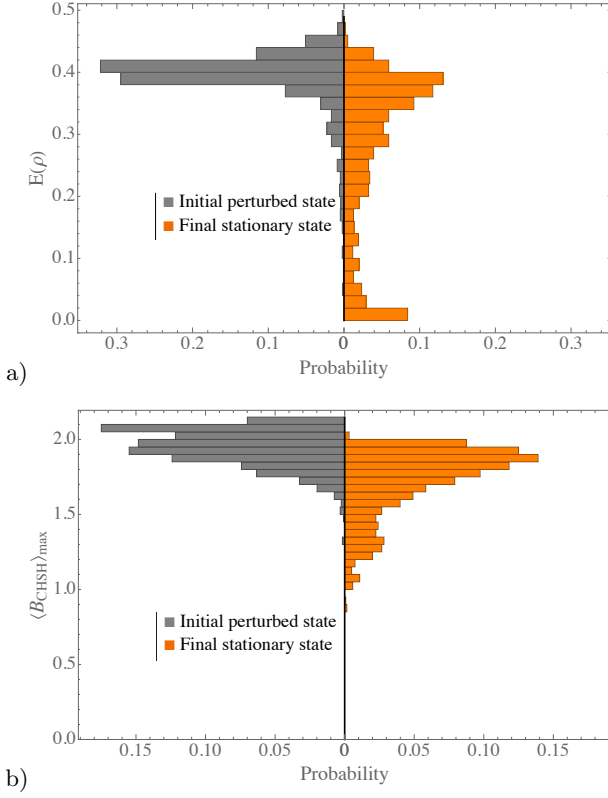 0.5
0.4
0.3
0.2
0.1
0.0
E(ρ)
Initial perturbed state
Final stationary state
0.3 0.2 0.1 0 0 0.1 0.2 0.3
Probability
a)
2.0
1.5
1.0
0.5
0.0
⟨B_CHSH⟩_max
Initial perturbed state
Final stationary state
0.15 0.10 0.05 0 0 0.05 0.10 0.15
Probability
b)